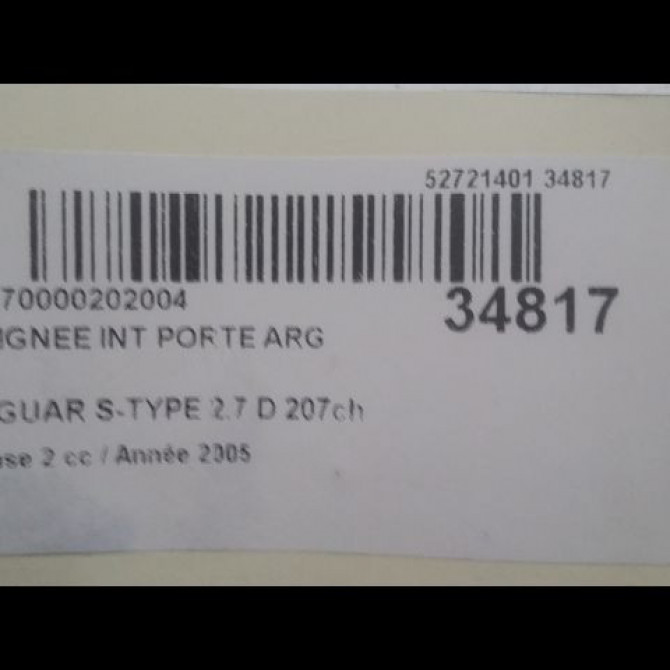 52721401 34817
70000202004
34817
IGNEE INT PORTE ARG
GUAR S-TYPE 2.7 D 207ch
se 2 cc / Année 2005